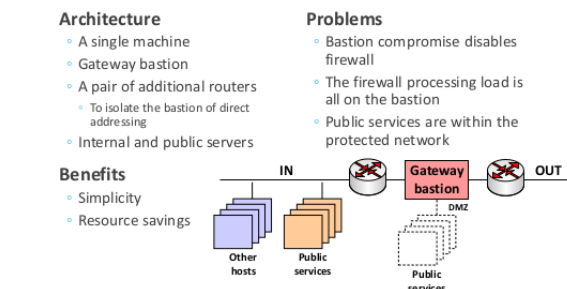 Architecture
◦ A single machine
◦ Gateway bastion
◦ A pair of additional routers
◦ To isolate the bastion of direct
addressing
◦ Internal and public servers
Benefits
◦ Simplicity
◦ Resource savings
Problems
◦ Bastion compromise disables
firewall
◦ The firewall processing load is
all on the bastion
◦ Public services are within the
protected network
IN
Gateway
bastion
OUT
DMZ
Other
hosts
Public
services
Public
services